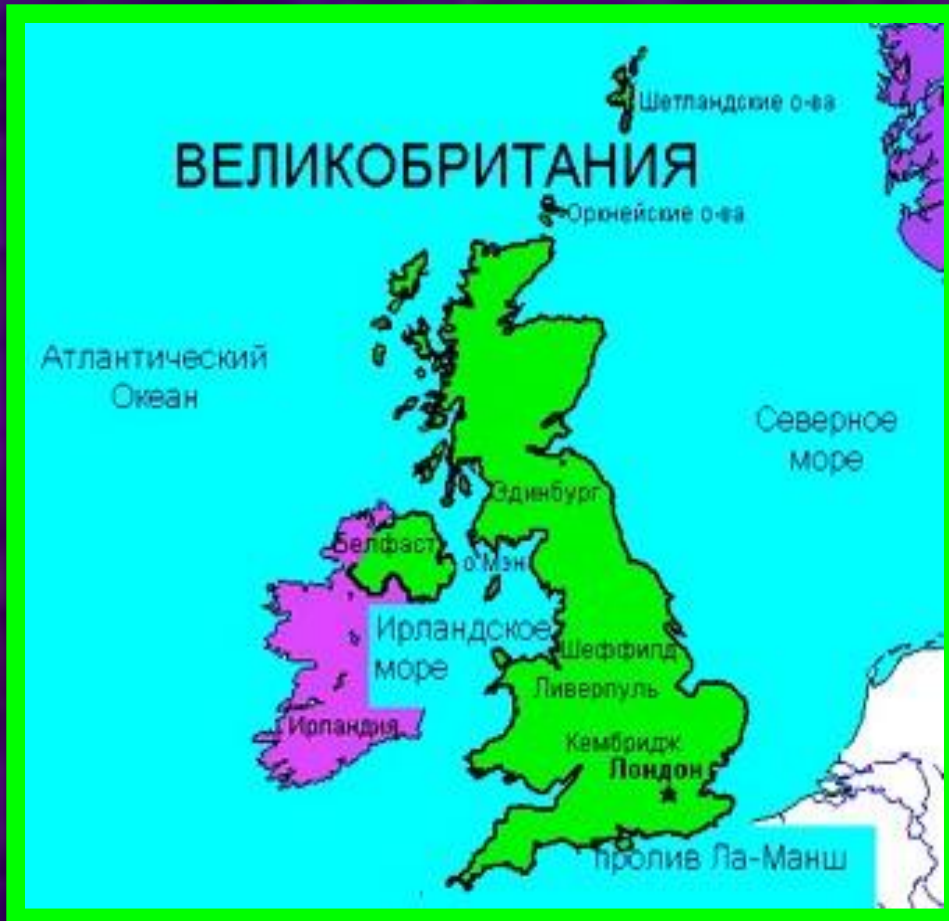 Шетландские о-ва
ВЕЛИКОБРИТАНИЯ
Оркнейские о-ва
Атлантический
Океан
Северное
море
Эдинбург
Белфаст
о.Мэн
Ирландское
море
Шеффилд
Ливерпуль
Ирландия
Кембридж
Лондон
пролив Ла-Манш